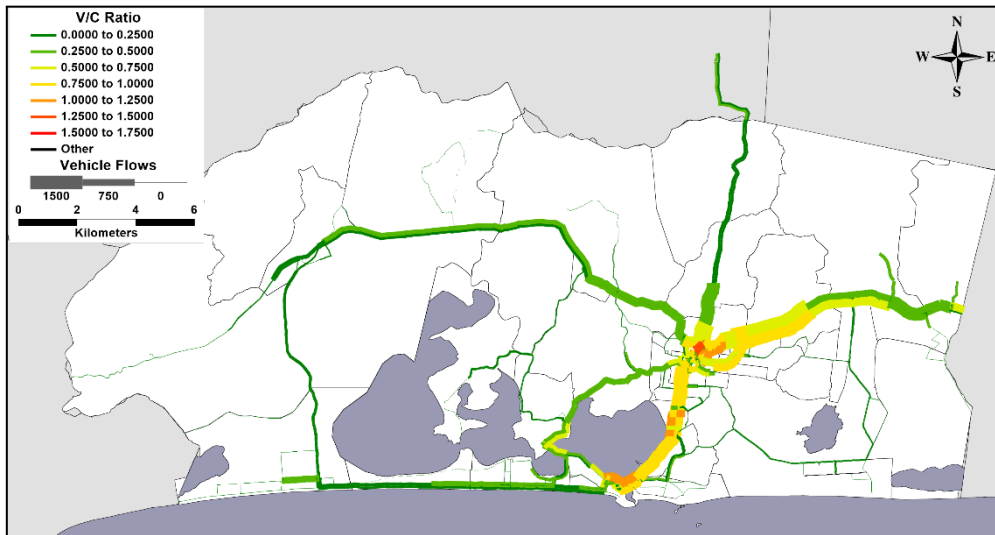 V/C Ratio
0.0000 to 0.2500
0.2500 to 0.5000
0.5000 to 0.7500
0.7500 to 1.0000
1.0000 to 1.2500
1.2500 to 1.5000
1.5000 to 1.7500
Other
Vehicle Flows
1500 750 0
0 2 4 6
Kilometers
N
W E
S